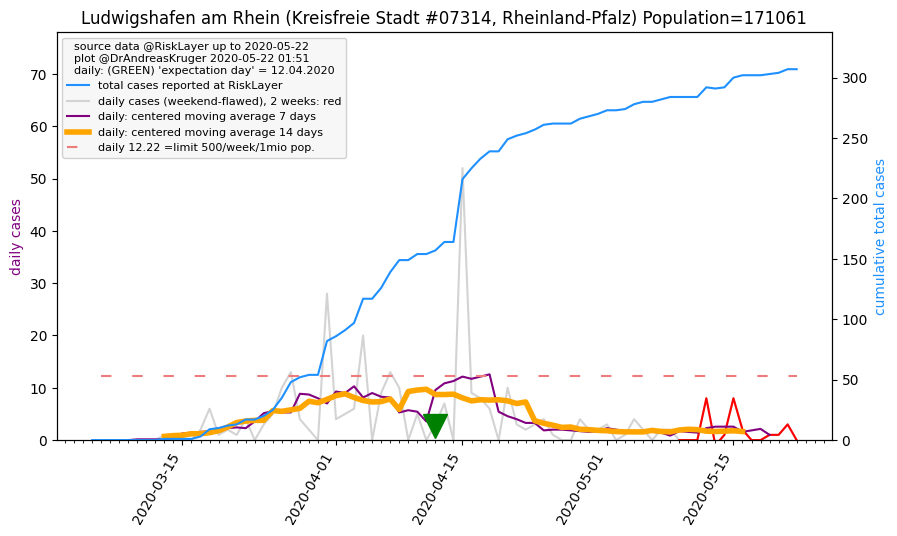 Ludwigshafen am Rhein (Kreisfreie Stadt #07314, Rheinland-Pfalz) Population=171061
source data @RiskLayer up to 2020-05-22
plot @DrAndreasKruger 2020-05-22 01:51
daily: (GREEN) 'expectation day' = 12.04.2020
total cases reported at RiskLayer
daily cases (weekend-flawed), 2 weeks: red
daily: centered moving average 7 days
daily: centered moving average 14 days
daily 12.22 =limit 500/week/1mio pop.
daily cases
70
60
50
40
30
20
10
0
cumulative total cases
300
250
200
150
100
50
0
2020-03-15
2020-04-01
2020-04-15
2020-05-01
2020-05-15